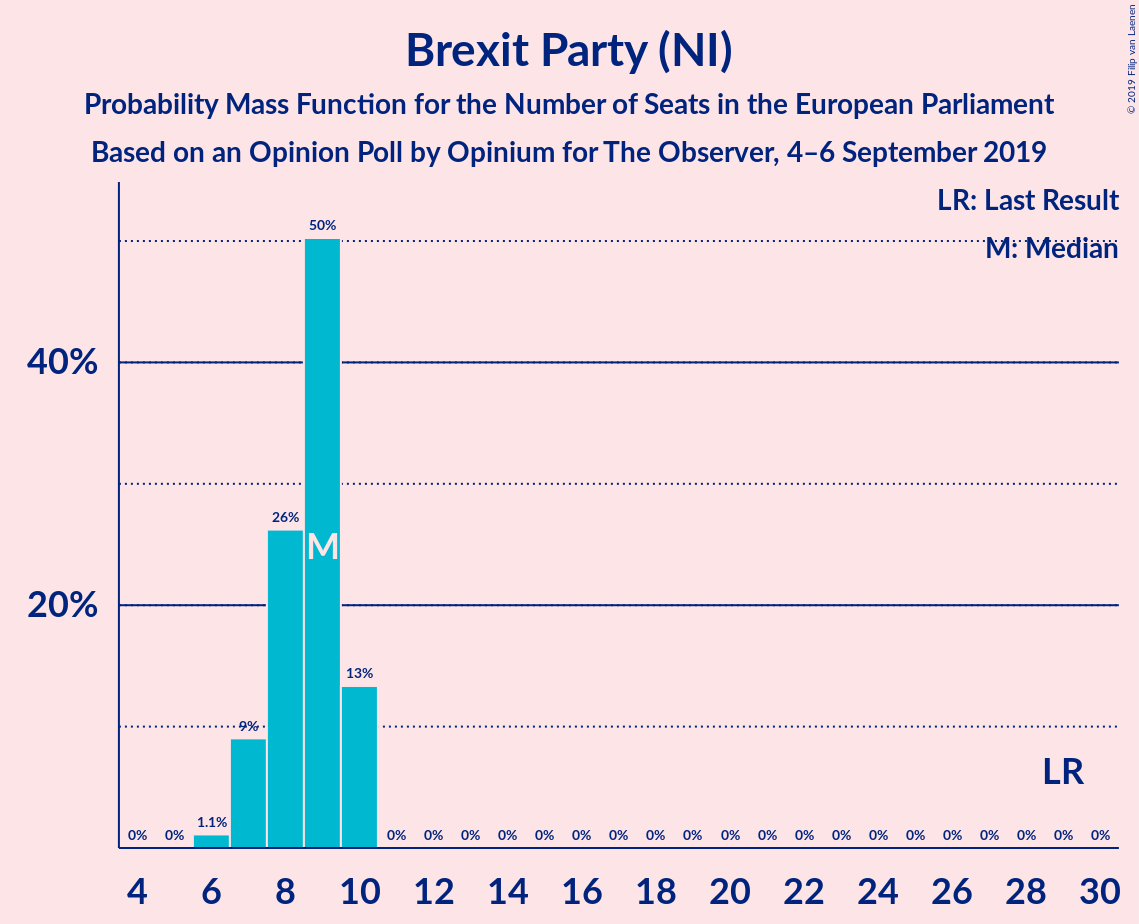 Brexit Party (NI)
Probability Mass Function for the Number of Seats in the European Parliament
Based on an Opinion Poll by Opinium for The Observer, 4–6 September 2019
© 2019 Filip van Laenen
LR: Last Result
M: Median
50%
40%
26%
M
20%
13%
9%
LR
1.1%
0% 0% 0% 0% 0% 0% 0% 0% 0% 0% 0% 0% 0% 0% 0% 0% 0% 0% 0% 0% 0% 0%
4 6 8 10 12 14 16 18 20 22 24 26 28 30